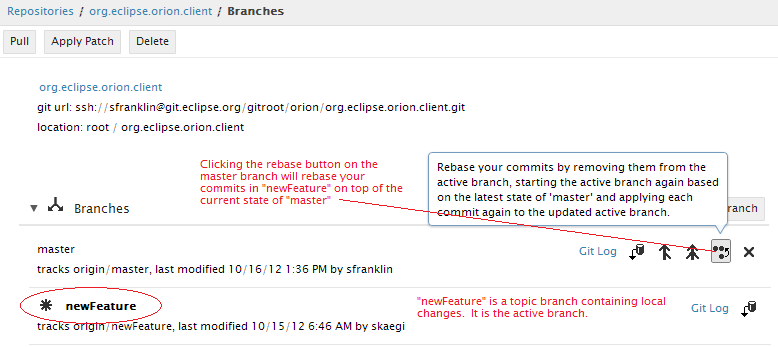 Repositories / org.eclipse.orion.client / Branches
Pull Apply Patch Delete
org.eclipse.orion.client
git url: ssh://sfranklin@git.eclipse.org/gitroot/orion/org.eclipse.orion.client.git
location: root / org.eclipse.orion.client
Clicking the rebase button on the
master branch will rebase your
commits in "newFeature" on top of the
current state of "master"
Rebase your commits by removing them from the
active branch, starting the active branch again based
on the latest state of 'master' and applying each
commit again to the updated active branch.
Branches ranch
master Git Log
tracks origin/master, last modified 10/16/12 1:36 PM by sfranklin
newFeature
"newFeature" is a topic branch containing local
changes. It is the active branch.
Git Log
tracks origin/newFeature, last modified 10/15/12 6:46 AM by skaegi